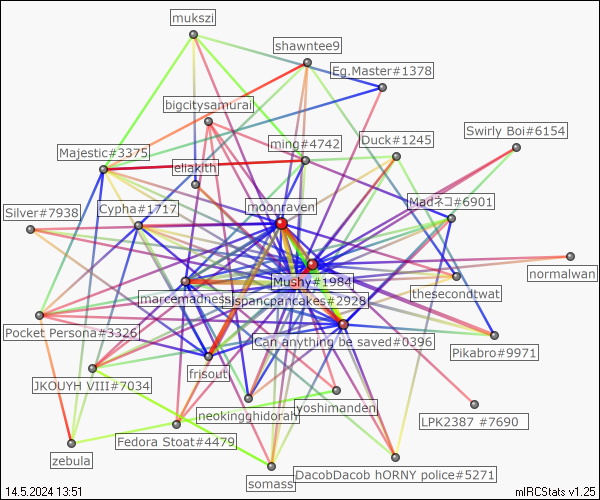 mukszi
shawntee9
Eg.Master#1378
bigcitysamurai
Swirly Boi#6154
Duck#1245
ming#4742
Majestic#3375
eliakith
Madネコ#6901
moonraven
Cypha#1717
Silver#7938
normalwan
Mushy#1984
thesecondtwat
marcemadness
jspancpancakes#2928
Pocket Persona#3326
Can anything be saved#0396
Pikabro#9971
frisout
JKOUYH VIII#7034
yoshimanden
neokingghidorah
LPK2387 #7690
Fedora Stoat#4479
zebula
DacobDacob hORNY police#5271
somass
14.5.2024 13:51
mIRCStats v1.25